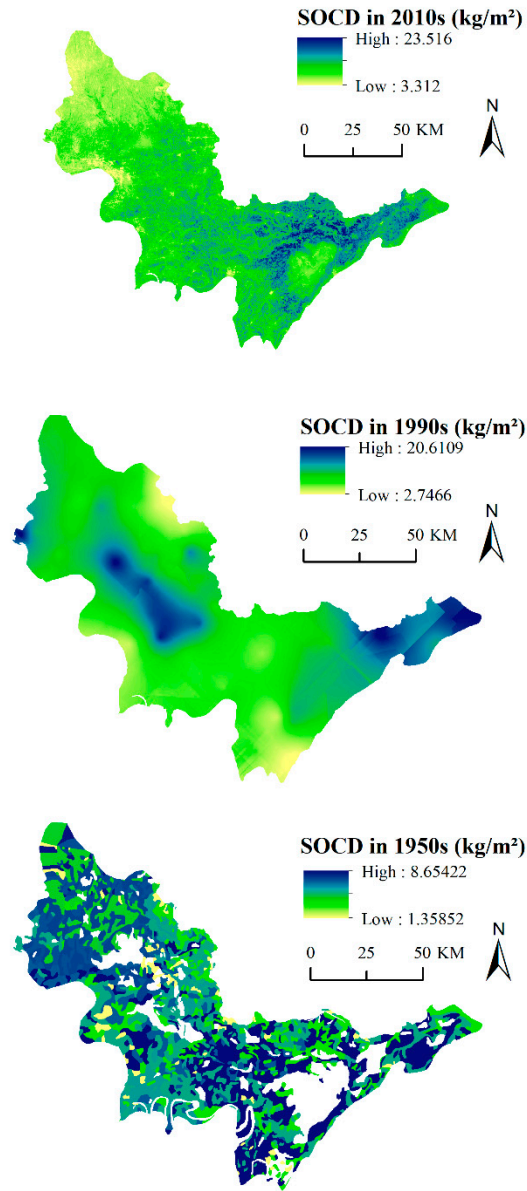 SOCD in 2010s (kg/m²)
High : 23.516
Low : 3.312
N
0 25 50 KM
SOCD in 1990s (kg/m²)
High : 20.6109
Low : 2.7466
N
0 25 50 KM
SOCD in 1950s (kg/m²)
High : 8.65422
Low : 1.35852
N
0 25 50 KM